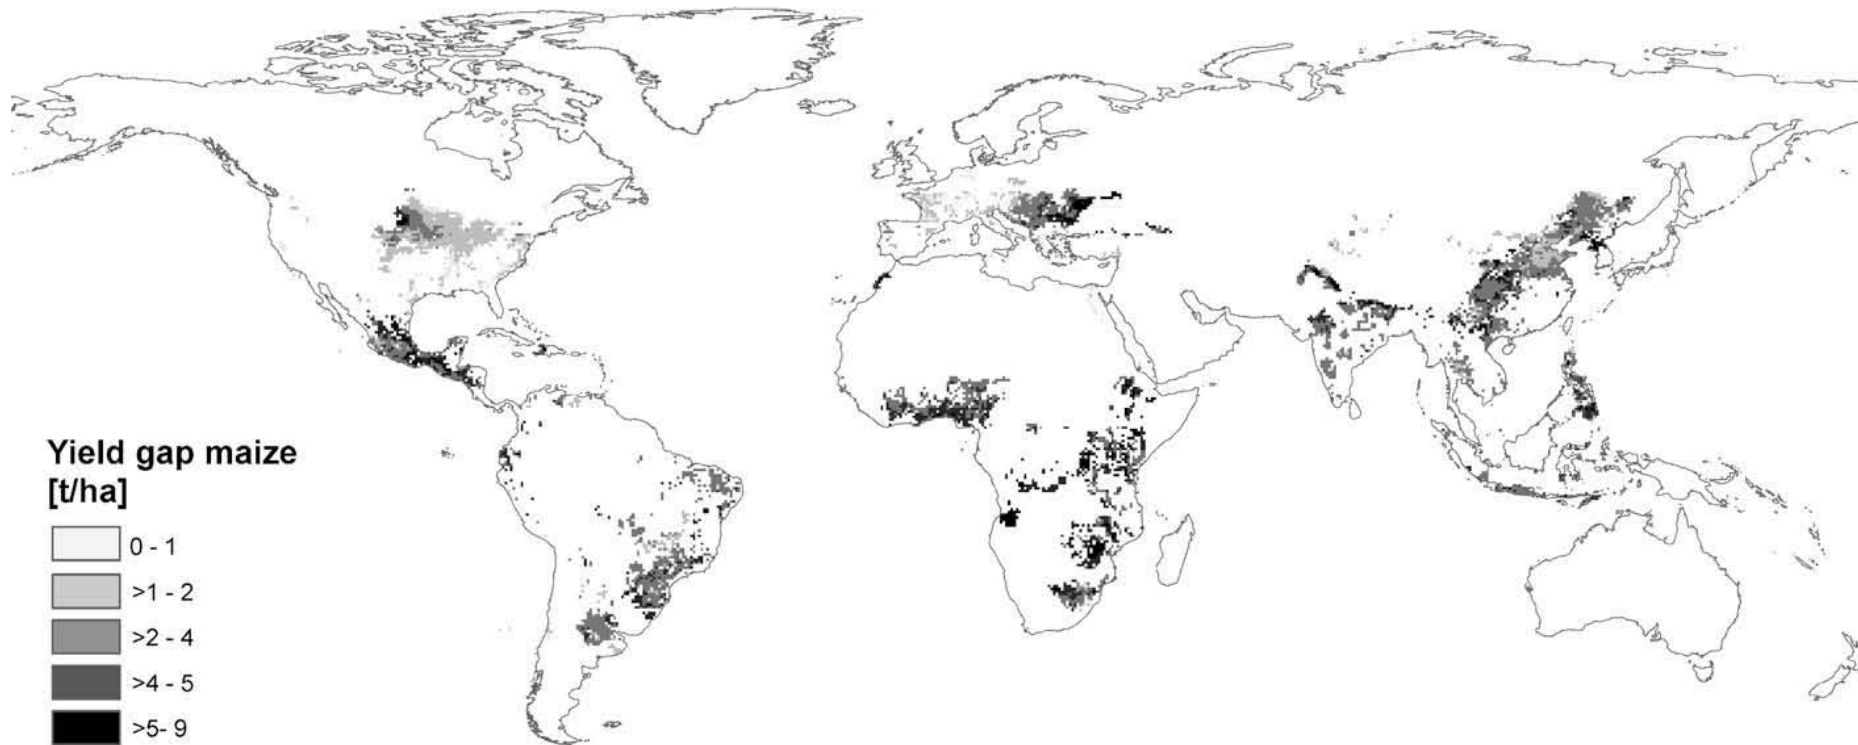 Yield gap maize
[t/ha]
0 - 1
>1 - 2
>2 - 4
>4 - 5
>5- 9